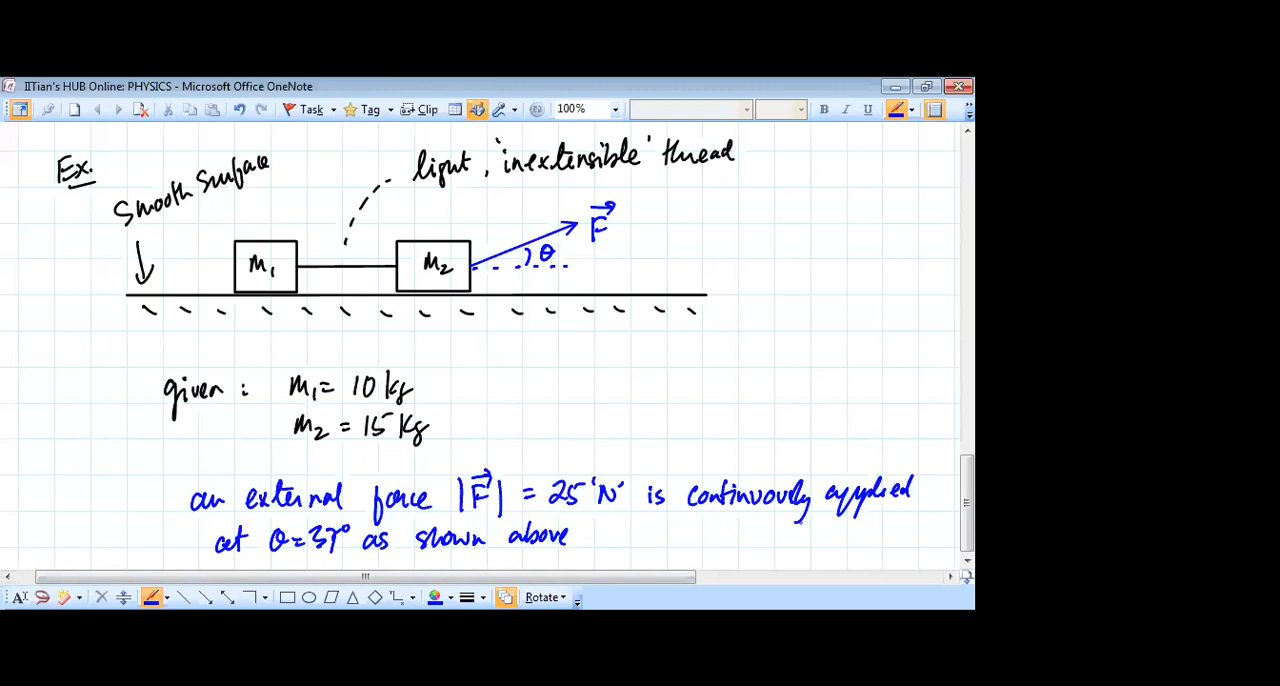 IITian's HUB Online: PHYSICS - Microsoft Office OneNote
Task Tag Clip 100% B I U
Ex.
light, 'inextensible' thread
Smooth surface
F
θ
M₁ M₂
given : m₁= 10 kg
m₂ = 15 kg
an external force |F| = 25 'N' is continuously applied
at θ=37° as shown above
Rotate